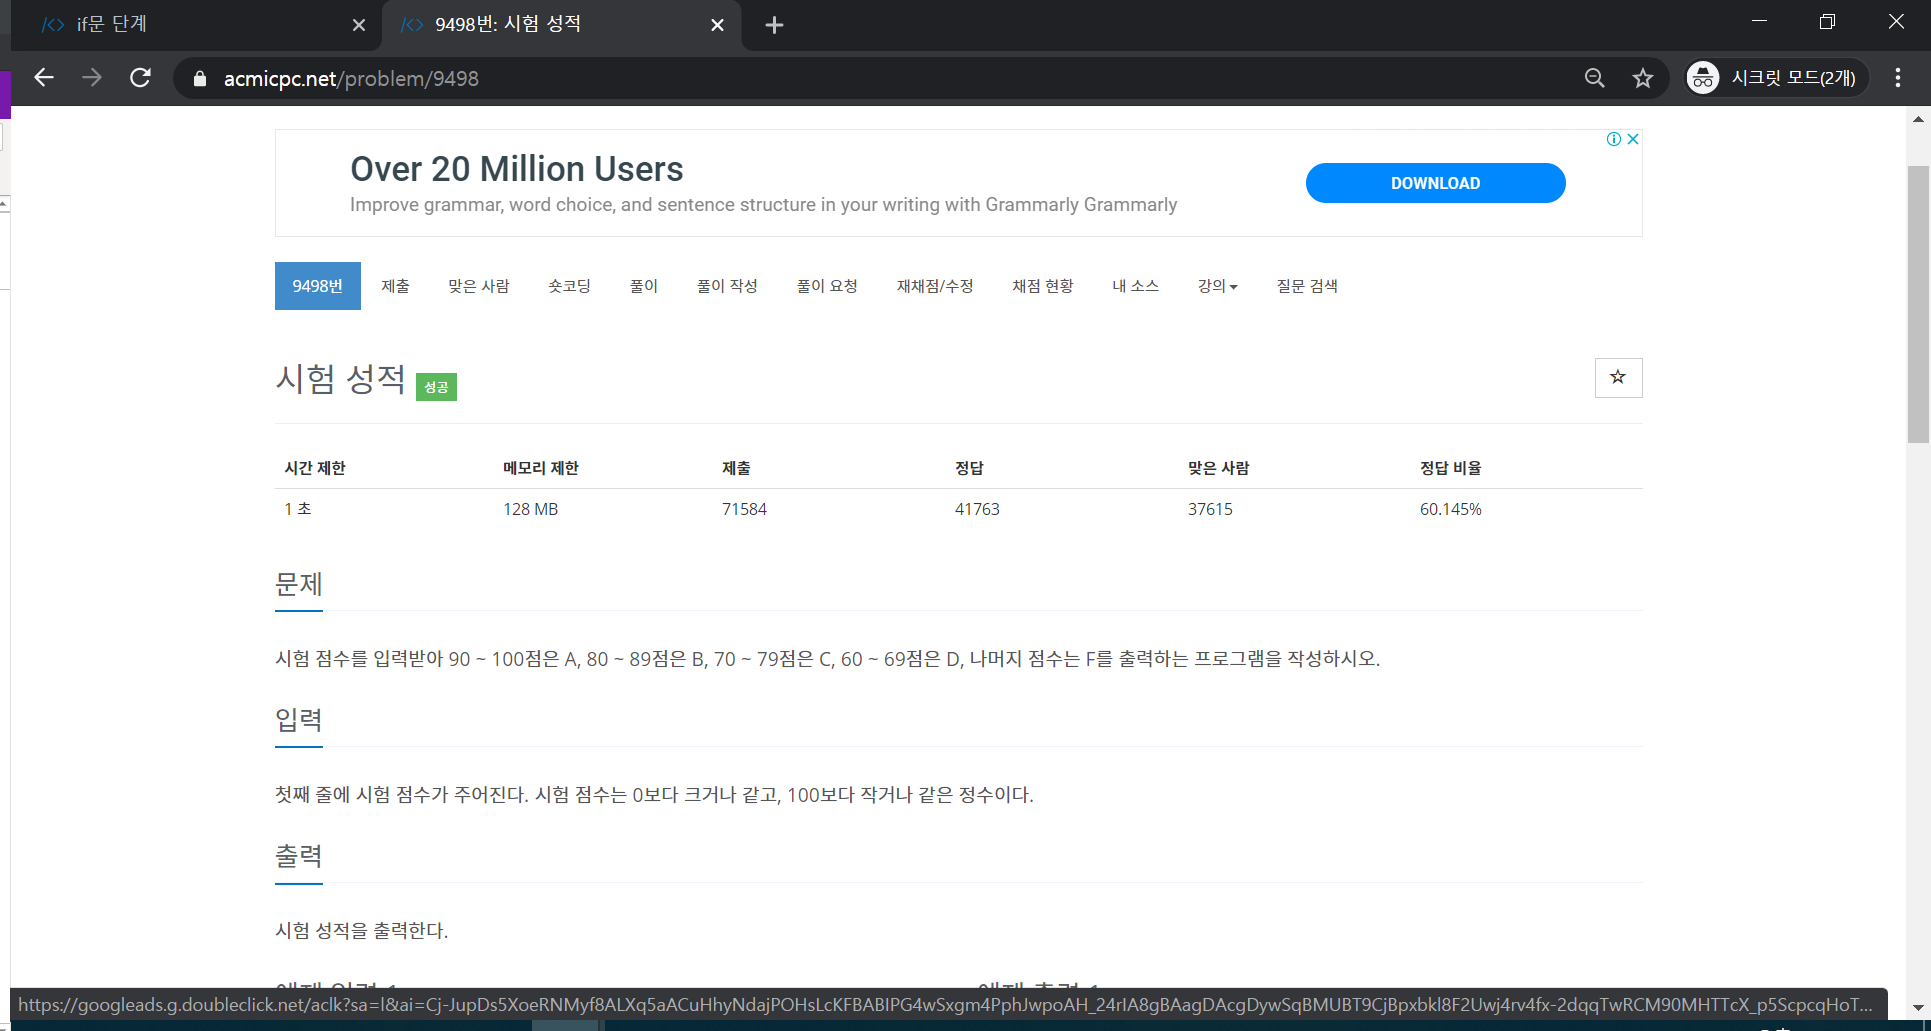 if문 단계
9498번: 시험 성적
acmicpc.net/problem/9498
시크릿 모드(2개)
Over 20 Million Users
Improve grammar, word choice, and sentence structure in your writing with Grammarly Grammarly
DOWNLOAD
9498번 제출 맞은 사람 숏코딩 풀이 풀이 작성 풀이 요청 재채점/수정 채점 현황 내 소스 강의 질문 검색
시험 성적 성공
시간 제한 메모리 제한 제출 정답 맞은 사람 정답 비율
1 초 128 MB 71584 41763 37615 60.145%
문제
시험 점수를 입력받아 90 ~ 100점은 A, 80 ~ 89점은 B, 70 ~ 79점은 C, 60 ~ 69점은 D, 나머지 점수는 F를 출력하는 프로그램을 작성하시오.
입력
첫째 줄에 시험 점수가 주어진다. 시험 점수는 0보다 크거나 같고, 100보다 작거나 같은 정수이다.
출력
시험 성적을 출력한다.